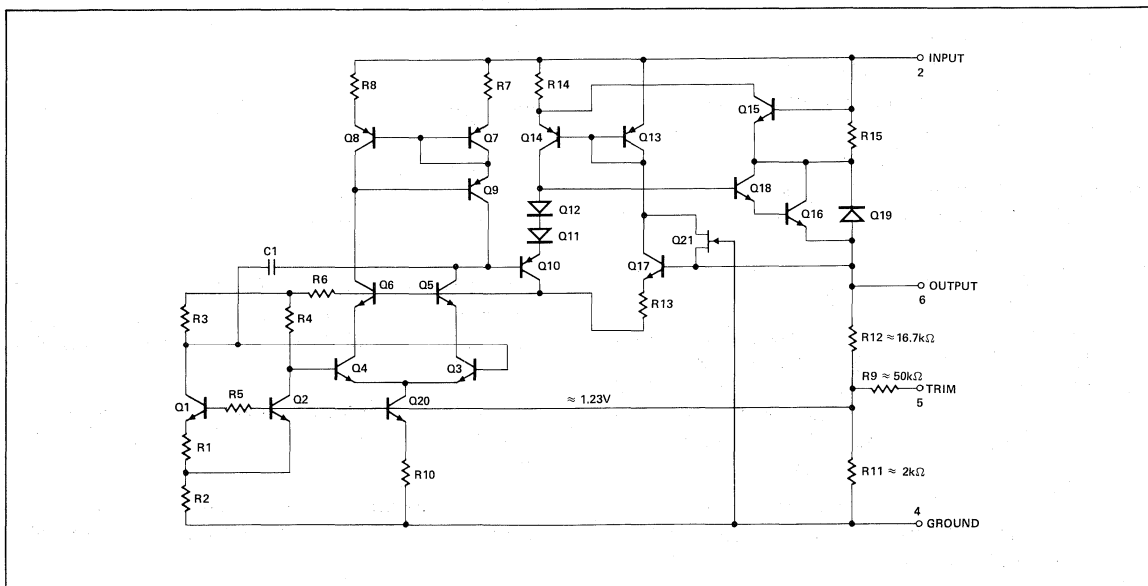 INPUT
2
R8
R7
R14
Q15
Q8
Q7
Q14
Q13
R15
Q9
Q18
Q12
Q16
Q19
Q11
Q21
C1
Q10
Q17
R6
Q6
Q5
OUTPUT
6
R3
R4
R13
R12 ≈16.7kΩ
Q4
Q3
R9 ≈ 50kΩ
TRIM
5
Q1
R5
Q2
Q20
≈ 1.23V
R1
R10
R11 ≈ 2kΩ
R2
4
GROUND